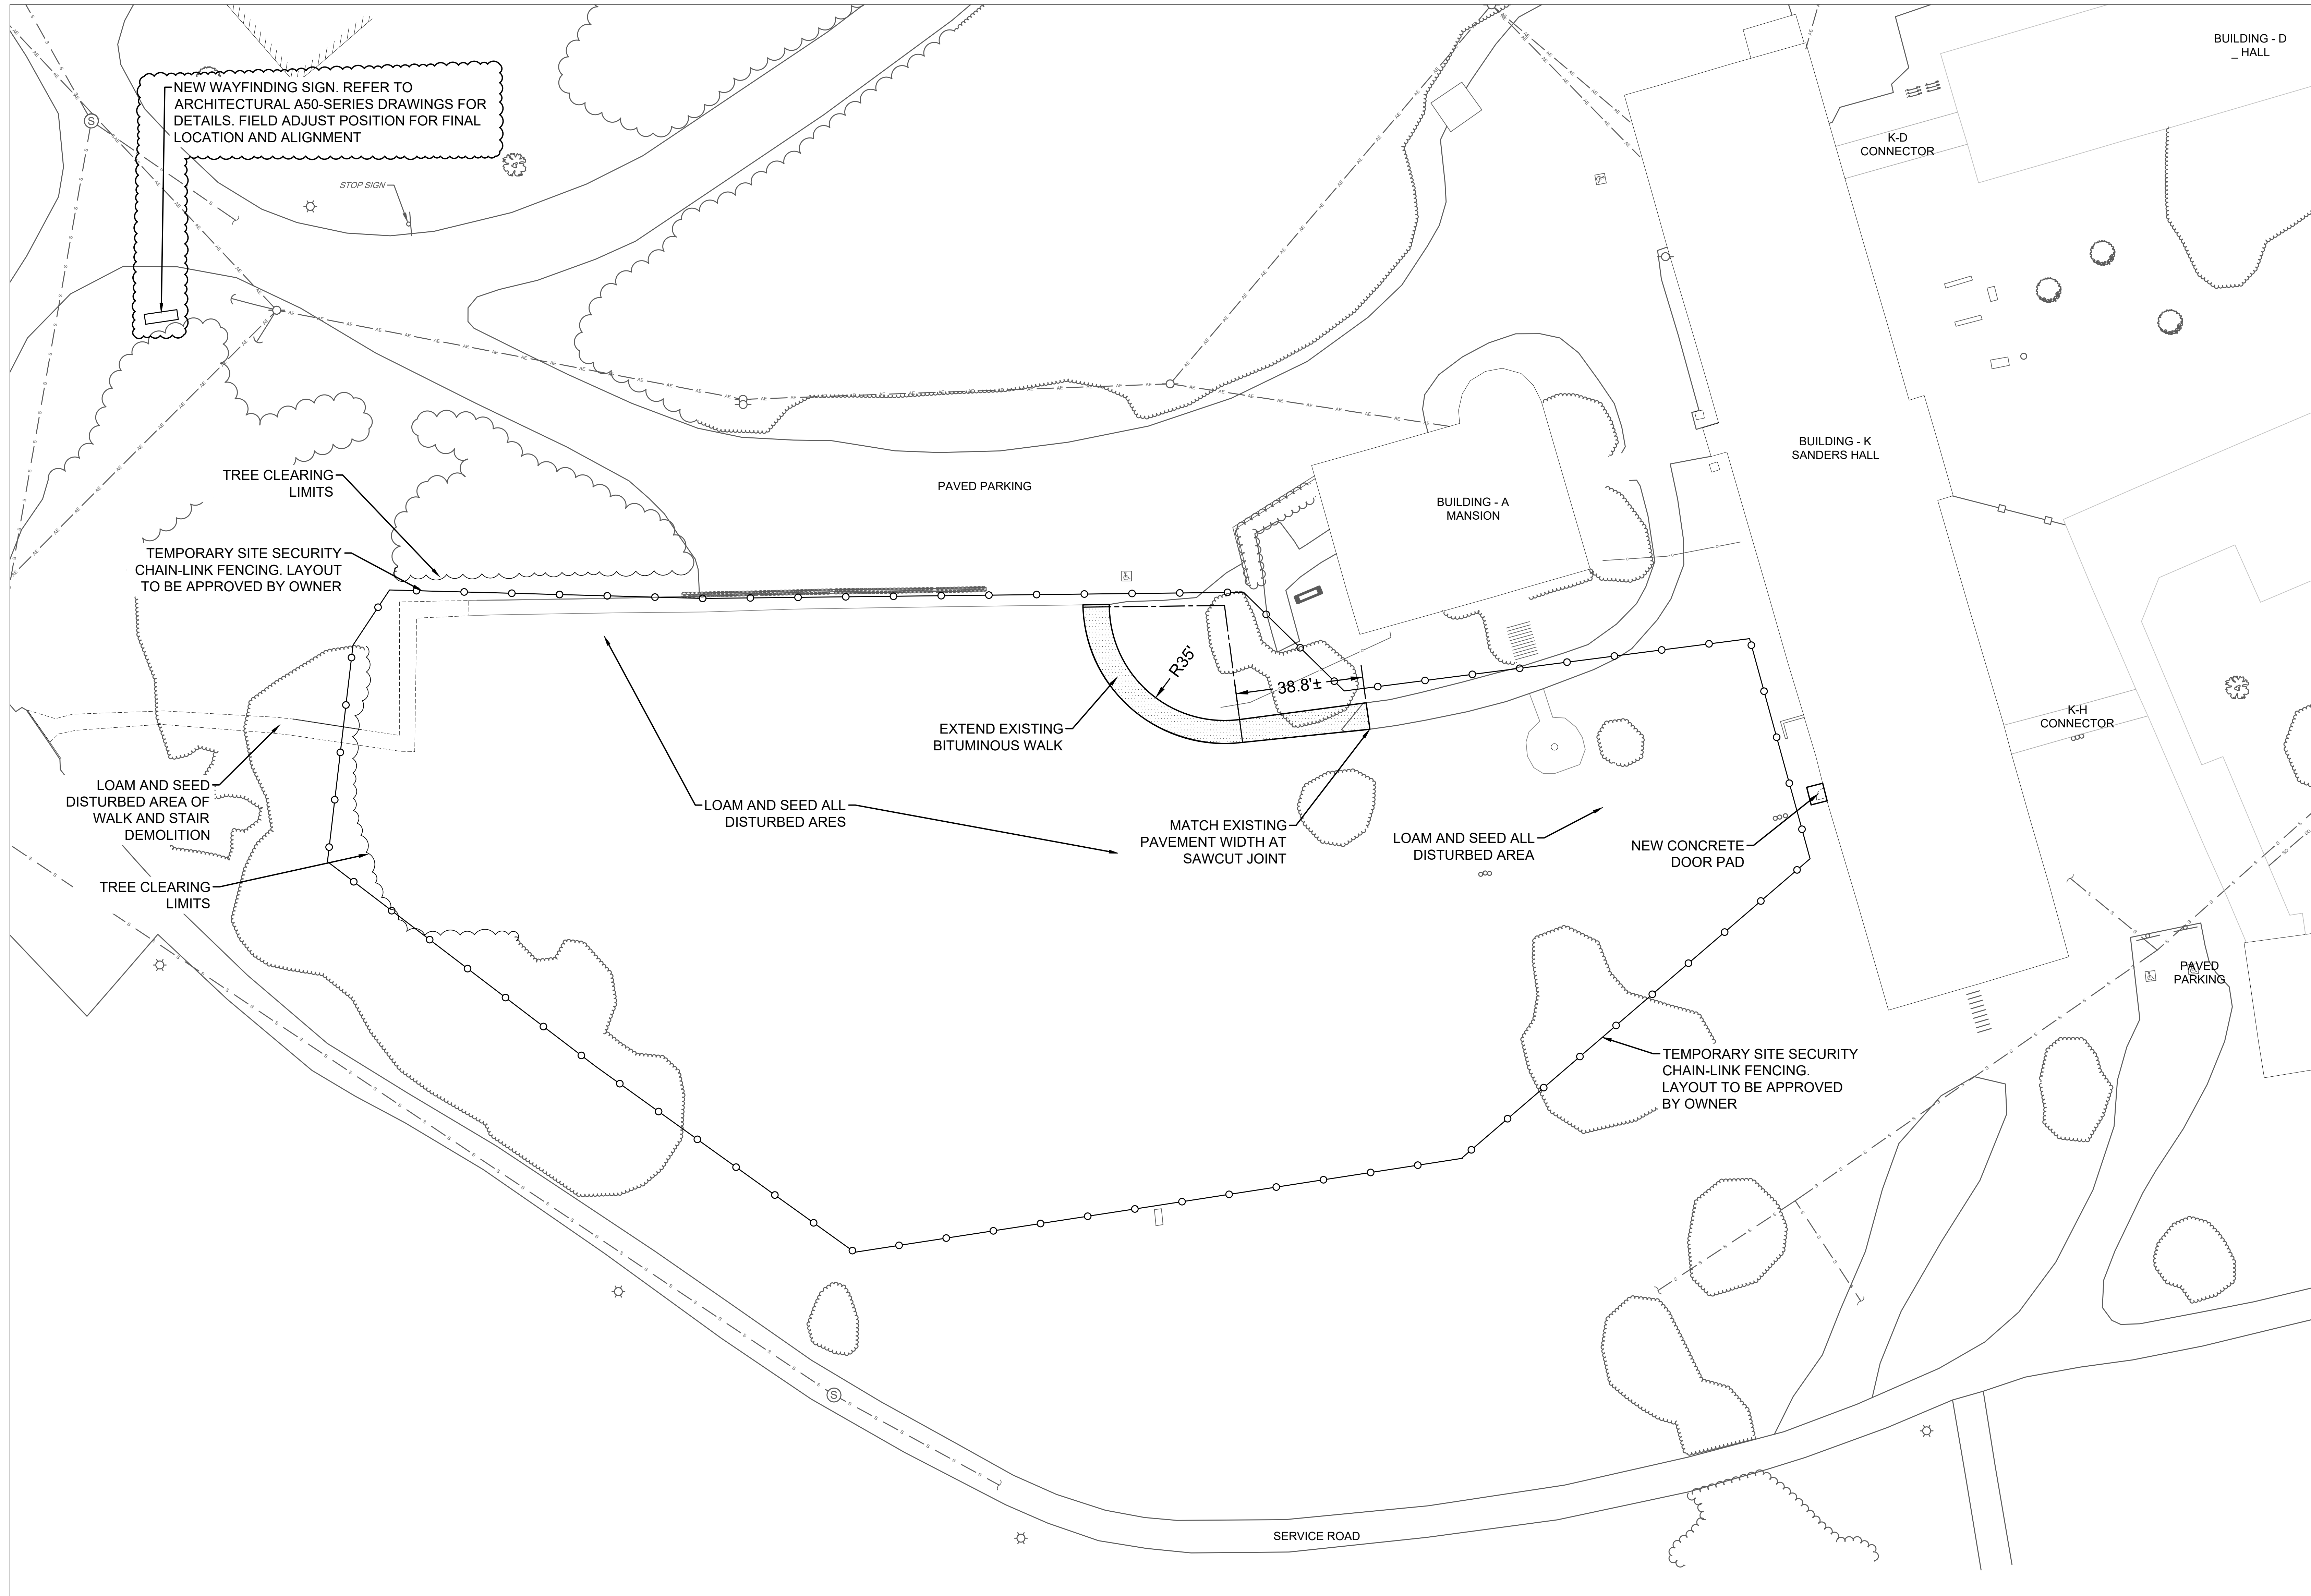 BUILDING - D
_ HALL
NEW WAYFINDING SIGN. REFER TO
ARCHITECTURAL A50-SERIES DRAWINGS FOR
DETAILS. FIELD ADJUST POSITION FOR FINAL
LOCATION AND ALIGNMENT
S
STOP SIGN
K-D
CONNECTOR
BUILDING - K
SANDERS HALL
TREE CLEARING
LIMITS
PAVED PARKING
BUILDING - A
MANSION
TEMPORARY SITE SECURITY
CHAIN-LINK FENCING. LAYOUT
TO BE APPROVED BY OWNER
R35'
38.8'±
EXTEND EXISTING
BITUMINOUS WALK
K-H
CONNECTOR
LOAM AND SEED
DISTURBED AREA OF
WALK AND STAIR
DEMOLITION
LOAM AND SEED ALL
DISTURBED ARES
MATCH EXISTING
PAVEMENT WIDTH AT
SAWCUT JOINT
LOAM AND SEED ALL
DISTURBED AREA
NEW CONCRETE
DOOR PAD
TREE CLEARING
LIMITS
PAVED
PARKING
TEMPORARY SITE SECURITY
CHAIN-LINK FENCING.
LAYOUT TO BE APPROVED
BY OWNER
S
SERVICE ROAD